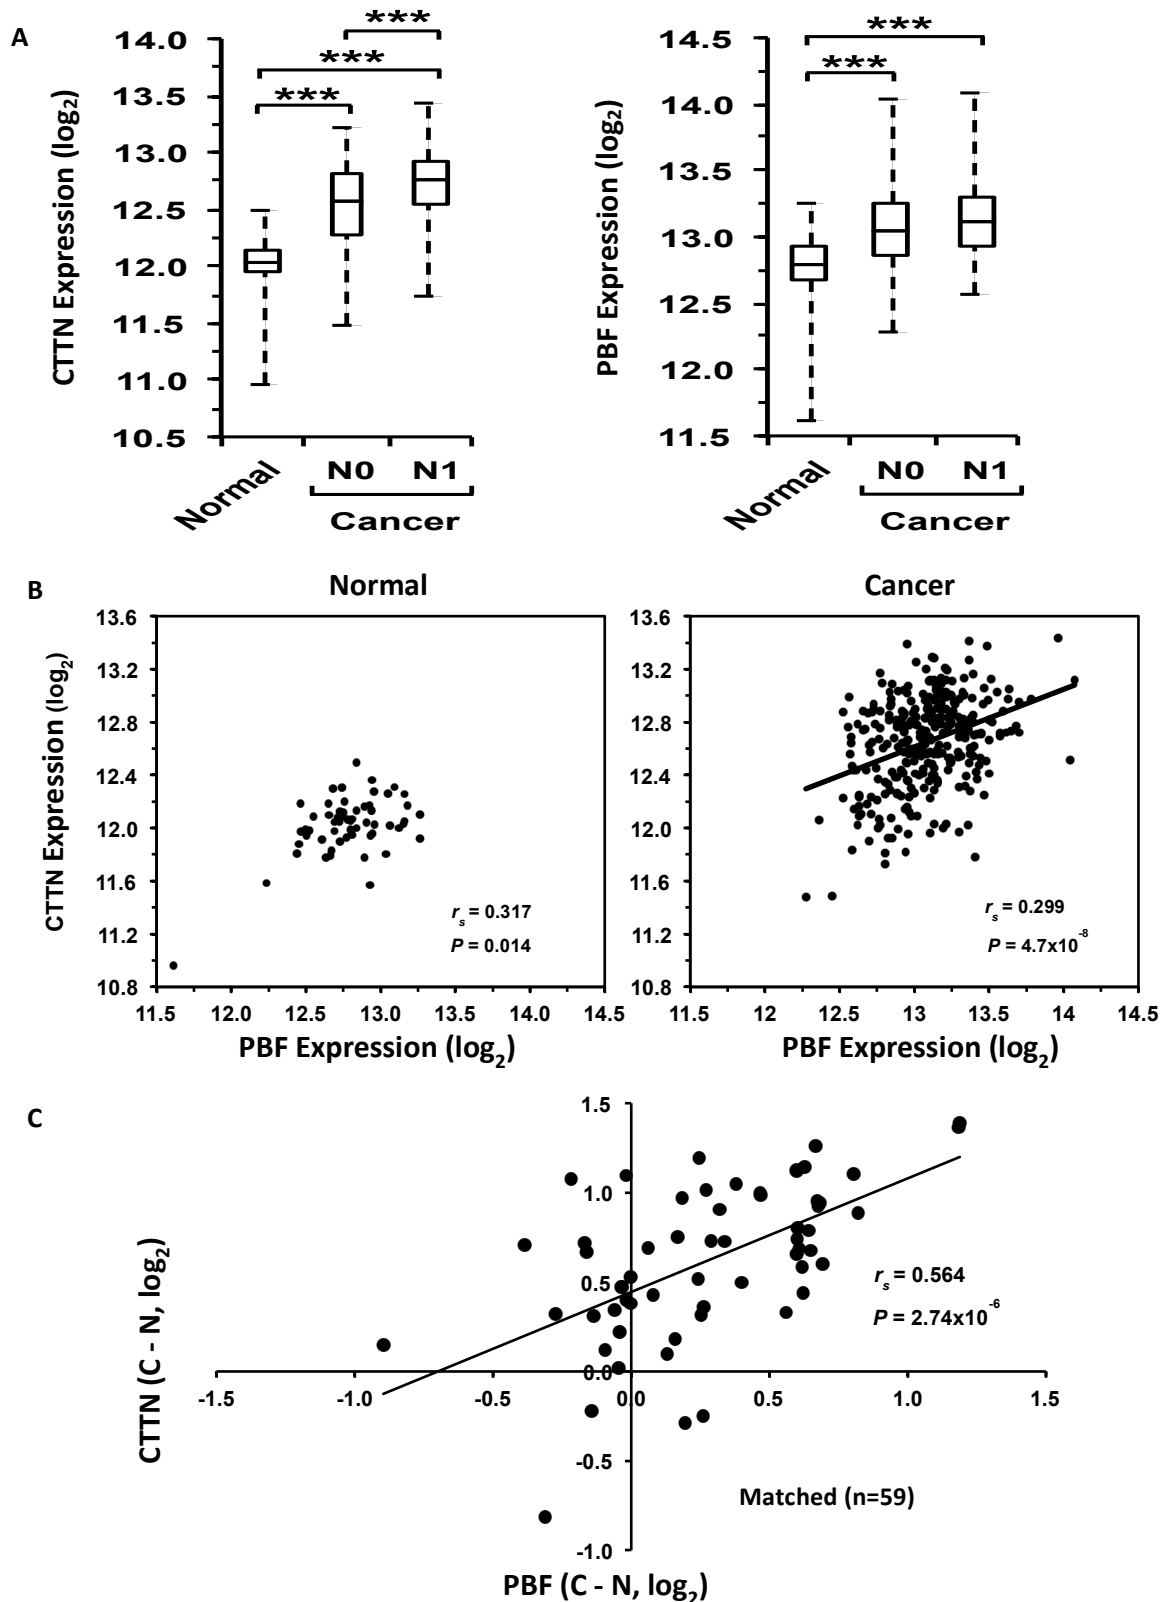 A
CTTN Expression (log2)
14.0
13.5
13.0
12.5
12.0
11.5
11.0
10.5
***
***
***
Normal
N0
N1
Cancer
PBF Expression (log2)
14.5
14.0
13.5
13.0
12.5
12.0
11.5
***
***
Normal
N0
N1
Cancer
B
Normal
CTTN Expression (log2)
13.6
13.2
12.8
12.4
12.0
11.6
11.2
10.8
rs = 0.317
P = 0.014
11.5 12.0 12.5 13.0 13.5 14.0 14.5
PBF Expression (log2)
Cancer
13.6
13.2
12.8
12.4
12.0
11.6
11.2
10.8
rs = 0.299
P = 4.7x10-8
11.5 12 12.5 13 13.5 14 14.5
PBF Expression (log2)
C
CTTN (C - N, log2)
1.5
1.0
0.5
0.0
-0.5
-1.0
rs = 0.564
P = 2.74x10-6
-1.5 -1.0 -0.5 0.0 0.5 1.0 1.5
Matched (n=59)
PBF (C - N, log2)